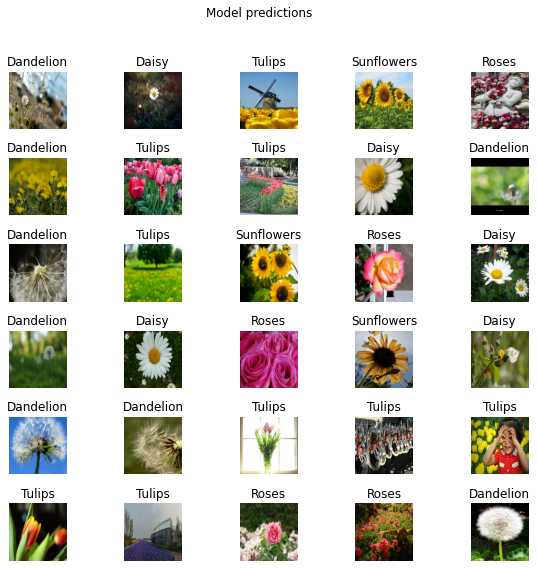 Model predictions
Dandelion Daisy Tulips Sunflowers Roses
Dandelion Tulips Tulips Daisy Dandelion
Dandelion Tulips Sunflowers Roses Daisy
Dandelion Daisy Roses Sunflowers Daisy
Dandelion Dandelion Tulips Tulips Tulips
Tulips Tulips Roses Roses Dandelion